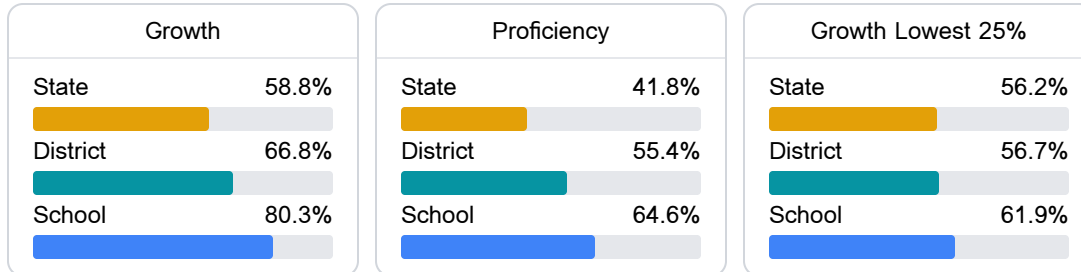 Growth
State 58.8%
District 66.8%
School 80.3%
Proficiency
State 41.8%
District 55.4%
School 64.6%
Growth Lowest 25%
State 56.2%
District 56.7%
School 61.9%